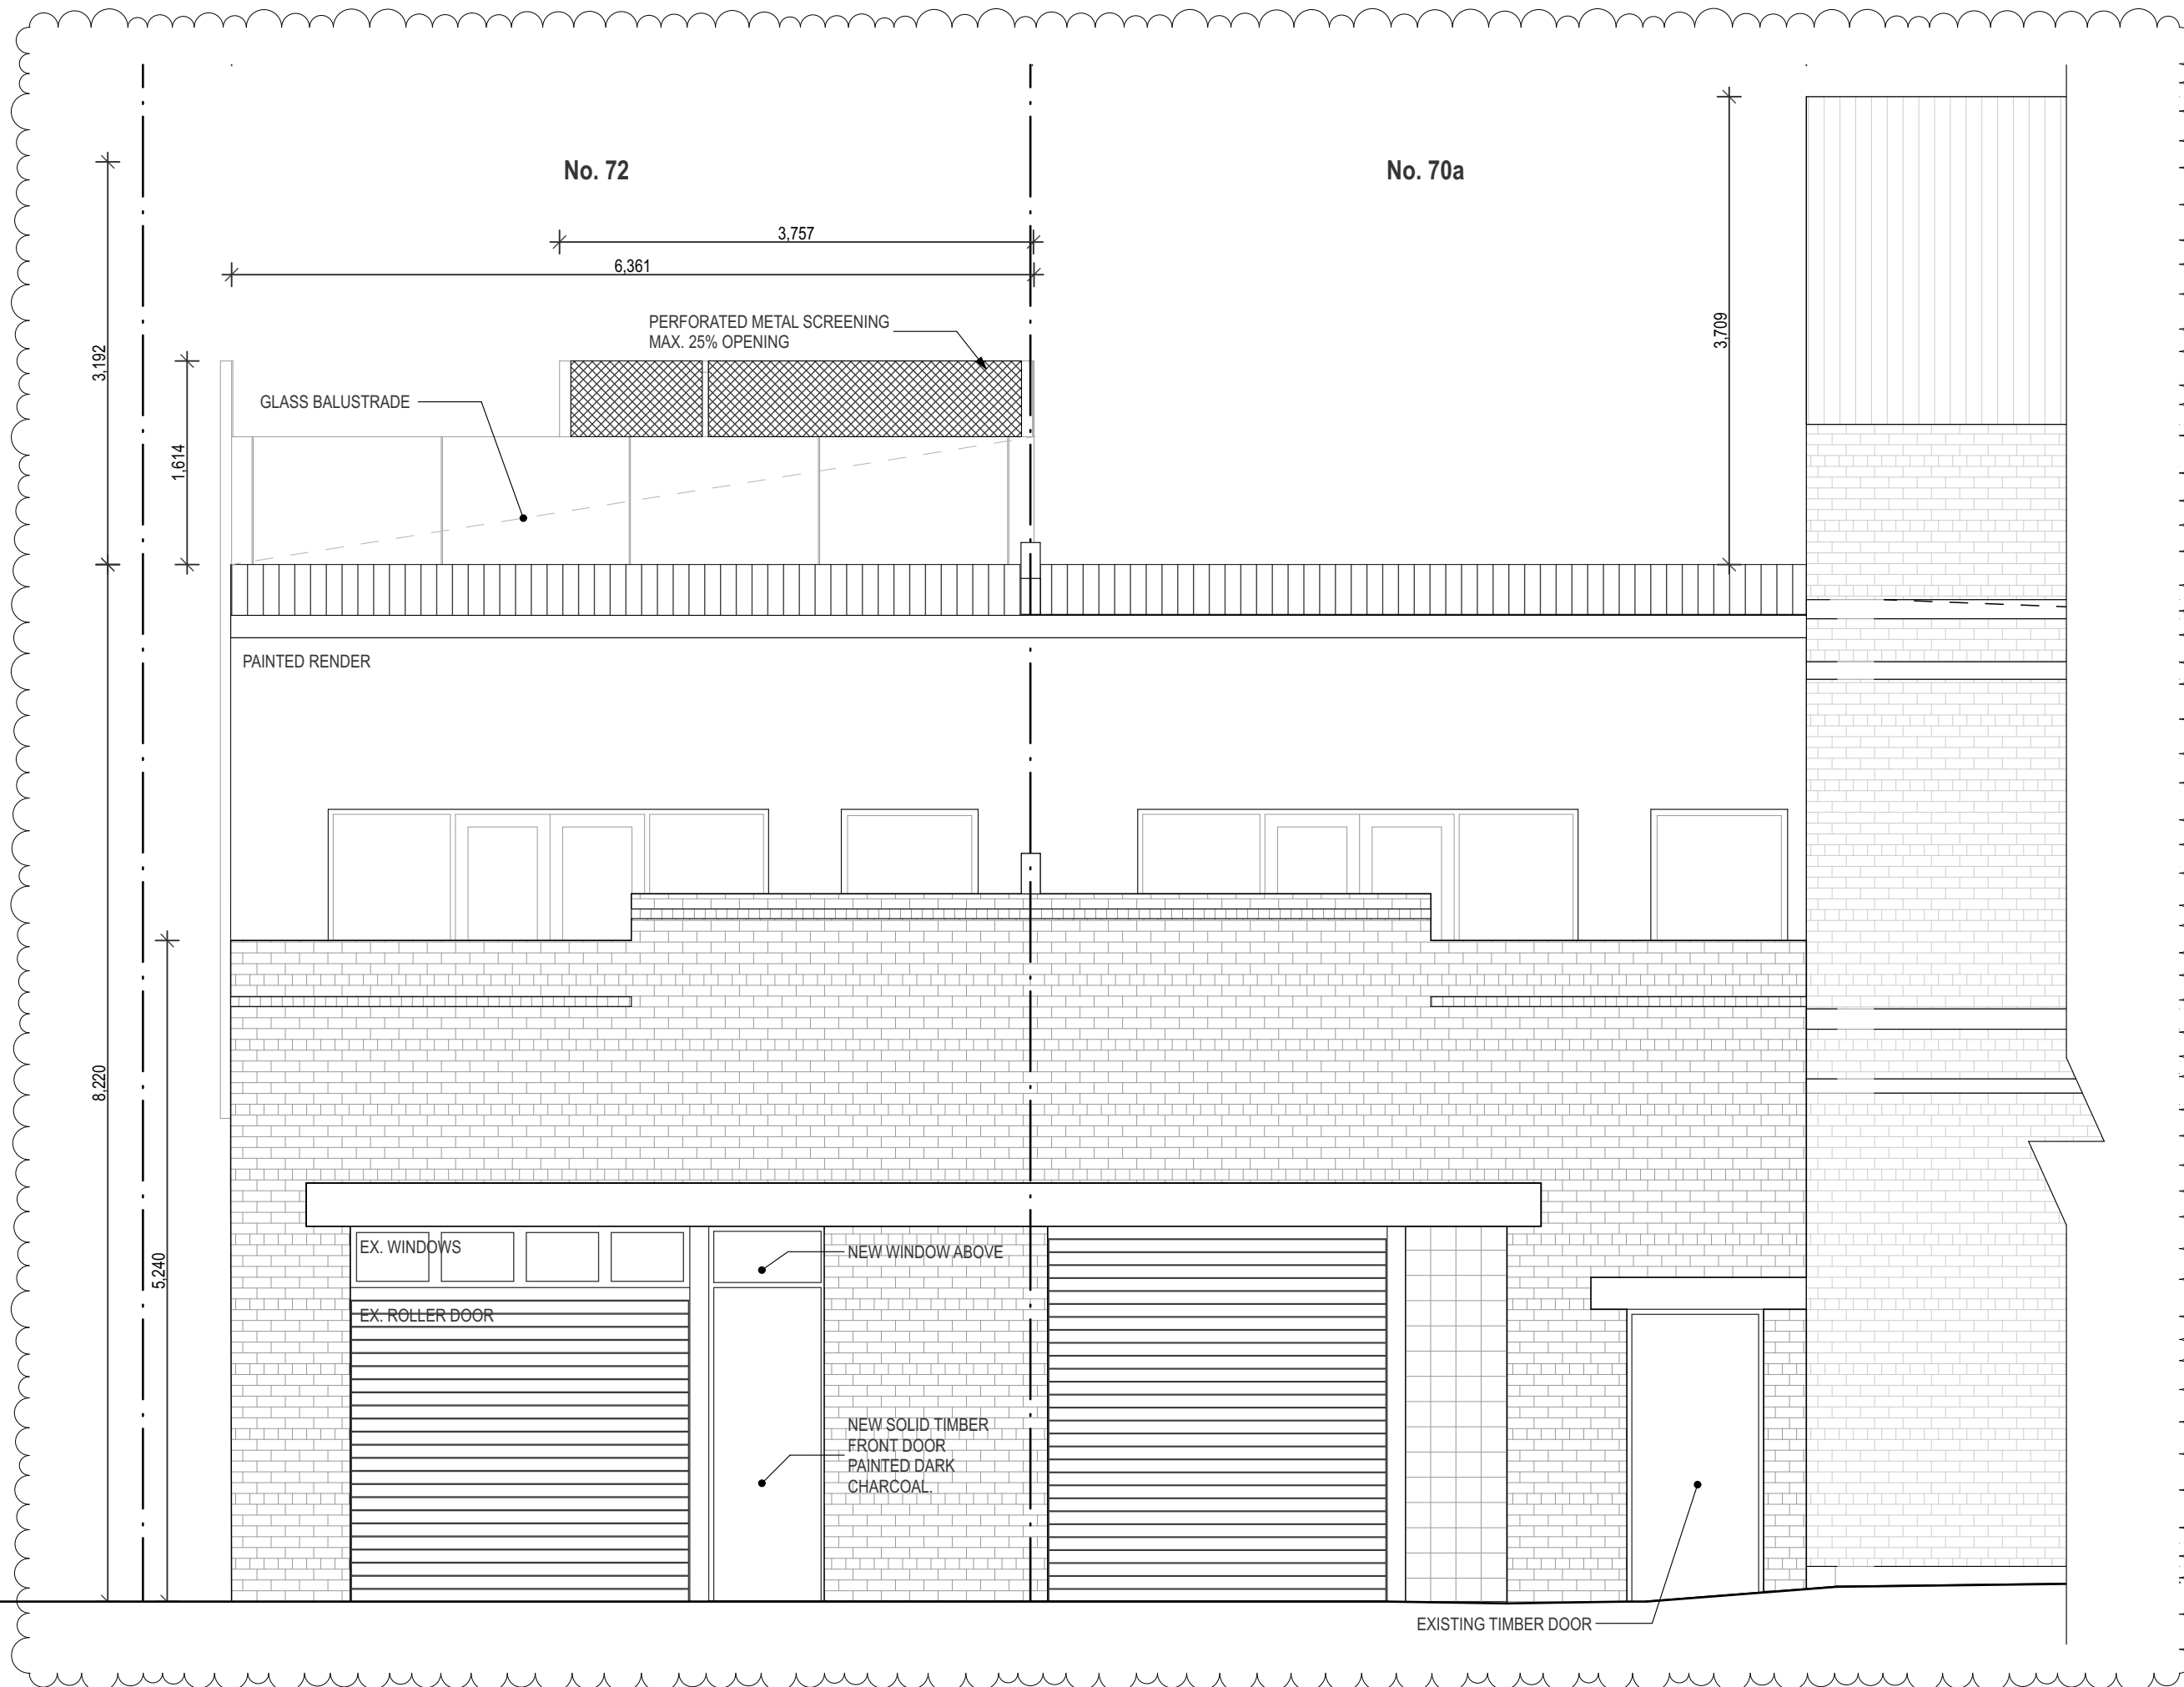 No. 72
No. 70a
3,757
6,361
PERFORATED METAL SCREENING
MAX. 25% OPENING
3,709
3,192
GLASS BALUSTRADE
1,614
PAINTED RENDER
8,220
5,240
EX. WINDOWS
NEW WINDOW ABOVE
EX. ROLLER DOOR
NEW SOLID TIMBER
FRONT DOOR
PAINTED DARK
CHARCOAL.
EXISTING TIMBER DOOR